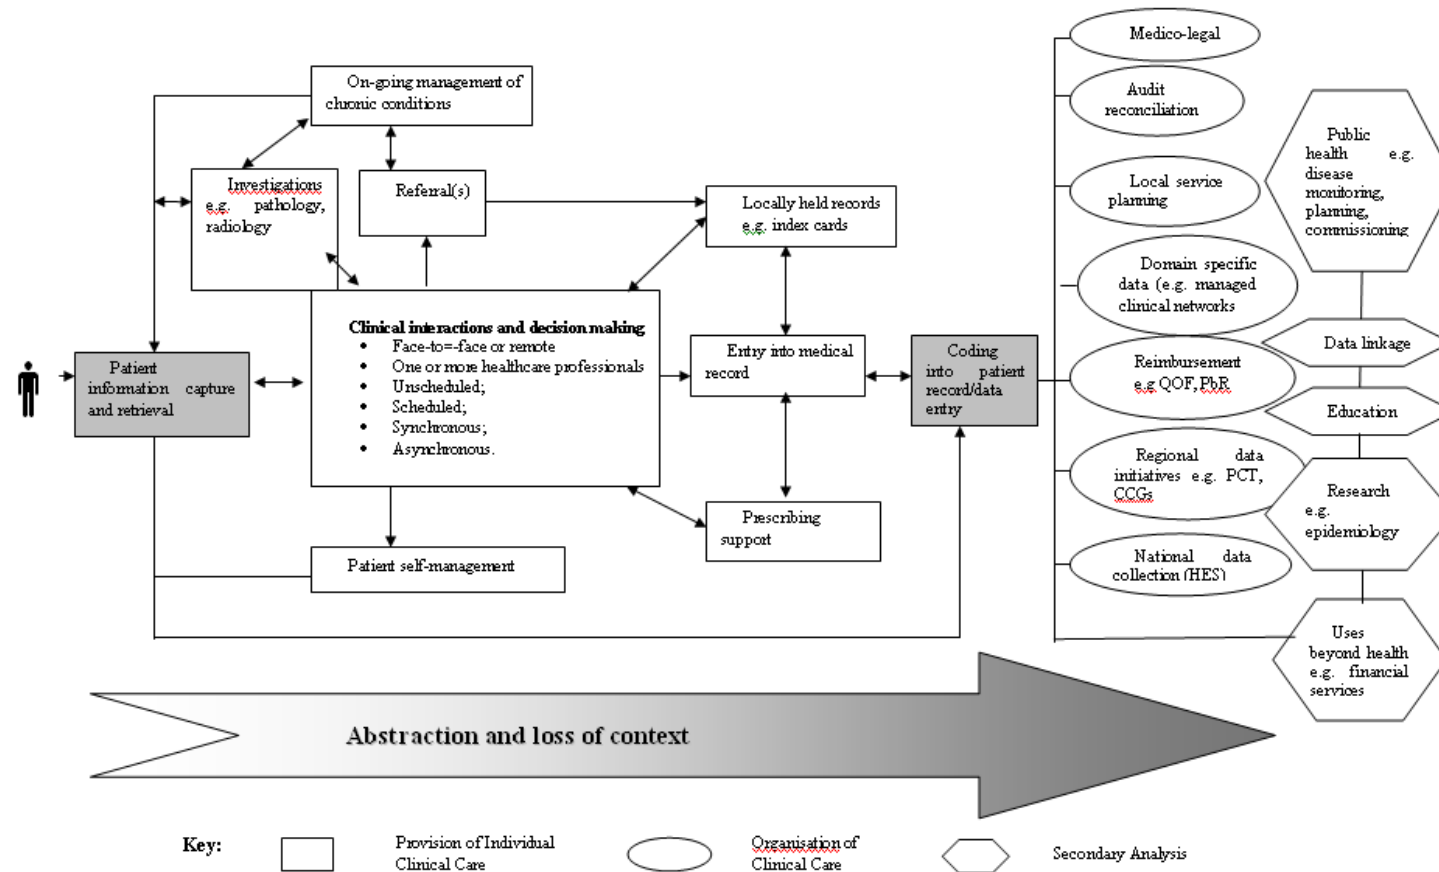 Medico-legal
On-going management of
chronic conditions
Audit
reconciliation
Public
health e.g.
disease
monitoring,
planning,
commissioning
Investigations
e.g. pathology,
radiology
Referral(s)
Locally held records
e.g. index cards
Local service
planning
Domain specific
data (e.g. managed
clinical networks
Clinical interactions and decision making
Face-to=-face or remote
One or more healthcare professionals
Unscheduled;
Scheduled;
Synchronous;
Asynchronous.
Patient
information capture
and retrieval
Entry into medical
record
Coding
into patient
record/data
entry
Data linkage
Reimbursement
e.g QOF, PbR
Education
Regional data
initiatives e.g. PCT,
CCGs
Research
e.g.
epidemiology
Prescribing
support
Patient self-management
National data
collection (HES)
Uses
beyond health
e.g. financial
services
Abstraction and loss of context
Key:
Provision of Individual
Clinical Care
Organisation of
Clinical Care
Secondary Analysis